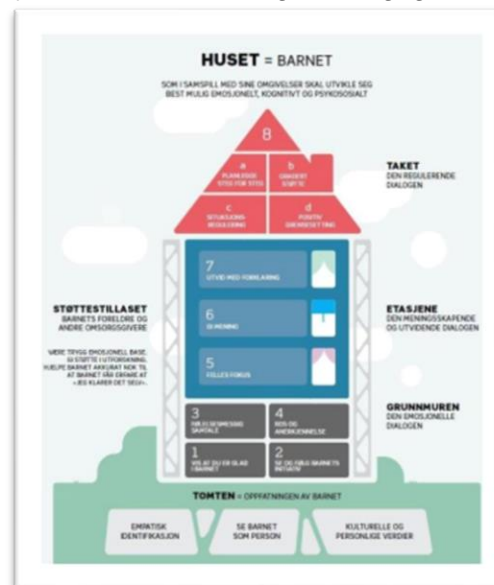 HUSET = BARNET
SOM I SAMSPILL MED SINE OMGIVELSER SKAL UTVIKLE SEG
BEST MULIG EMOSJONELT, KOGNITIVT OG PSYKOSOSIALT
8
a
PLANLEGGE
STEG FOR STEG
b
GRADERT
STØTTE
c
SITUASJONS-
REGULERING
d
POSITIV
GRENSESETTING
TAKET
DEN REGULERENDE
DIALOGEN
7
UTVID MED FORKLARING
6
GI MENING
5
FELLES FOKUS
STØTTESTILLASET
BARNETS FORELDRE OG
ANDRE OMSORGSGIVERE
VÆRE TRYGG EMOSJONELL BASE,
GI STØTTE I UTFORSKNING,
HJELPE BARNET AKKURAT NOK TIL
AT BARNET FÅR ERFARE AT
«JEG KLARER DET SELV».
ETASJENE
DEN MENINGSSKAPENDE
OG UTVIDENDE DIALOGEN
3
FØLELSESMESSIG
SAMTALE
4
ROS OG
ANERKJENNELSE
1
VIS AT DU ER GLAD
I BARNET
2
SE OG FØLG BARNETS
INITIATIV
GRUNNMUREN
DEN EMOSJONELLE
DIALOGEN
TOMTEN = OPPFATNINGEN AV BARNET
EMPATISK
IDENTIFIKASJON
SE BARNET
SOM PERSON
KULTURELLE OG
PERSONLIGE VERDIER